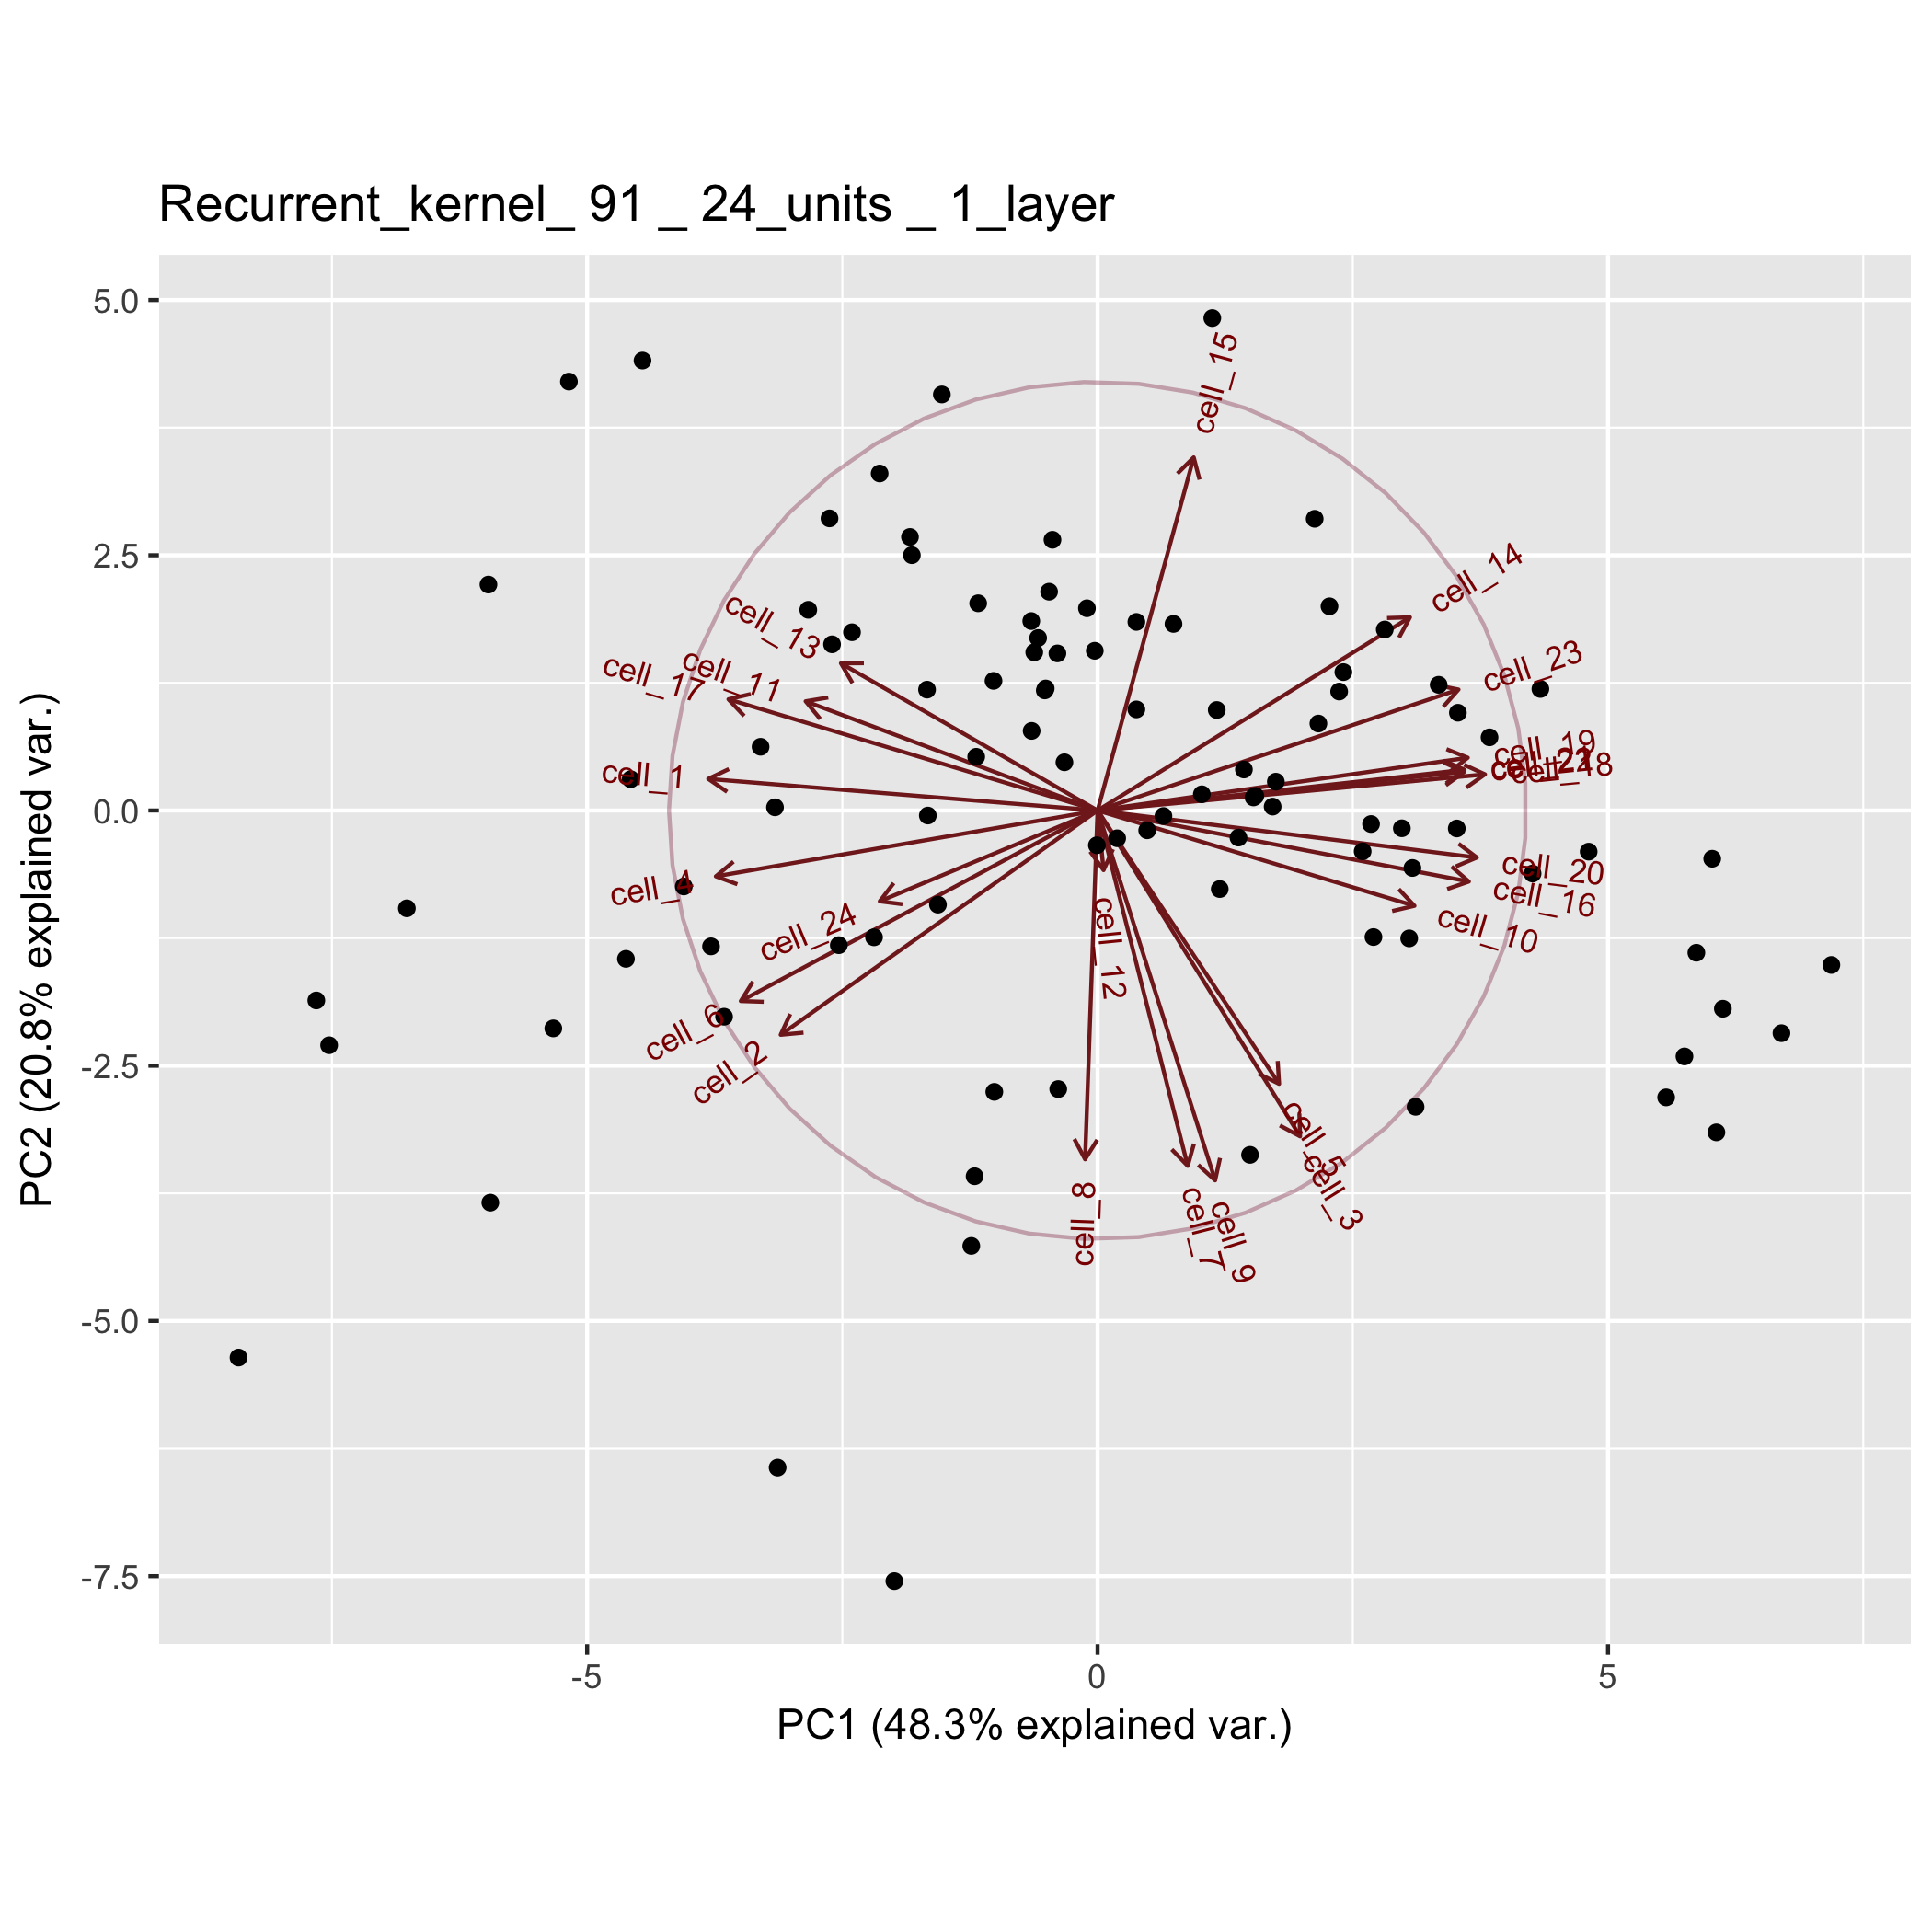 Recurrent_kernel_ 91 _ 24_units _ 1_layer
PC2 (20.8% explained var.)
5.0
2.5
0.0
-2.5
-5.0
-7.5
cell_15
cell_14
cell_23
cell_19
cell_18
cell_20
cell_16
cell_10
cell_13
cell_17
cell_11
cell_1
cell_4
cell_24
cell_6
cell_2
cell_12
cell_8
cell_7
cell_9
cell_5
cell_3
-5
0
5
PC1 (48.3% explained var.)